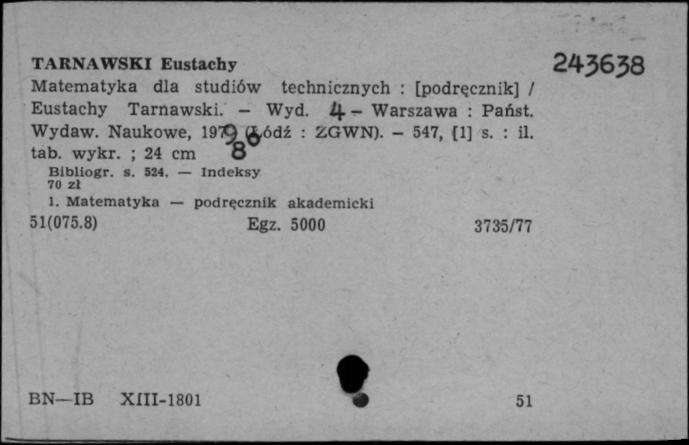 TARNAWSKI Eustachy
243638
Matematyka dla studiów technicznych : [podręcznik] /
Eustachy Tarnawski. — Wyd. 4 — Warszawa : Państ.
Wydaw. Naukowe, (Łódź : ZGWN). — 547, [1] s. : il.
tab. wykr. ; 24 cm
Bibliogr. s. 524. — Indeksy
70 zł
1. Matematyka — podręcznik akademicki
51(075.8) Egz. 5000 3735/77
BN—IB XIII-1801 51